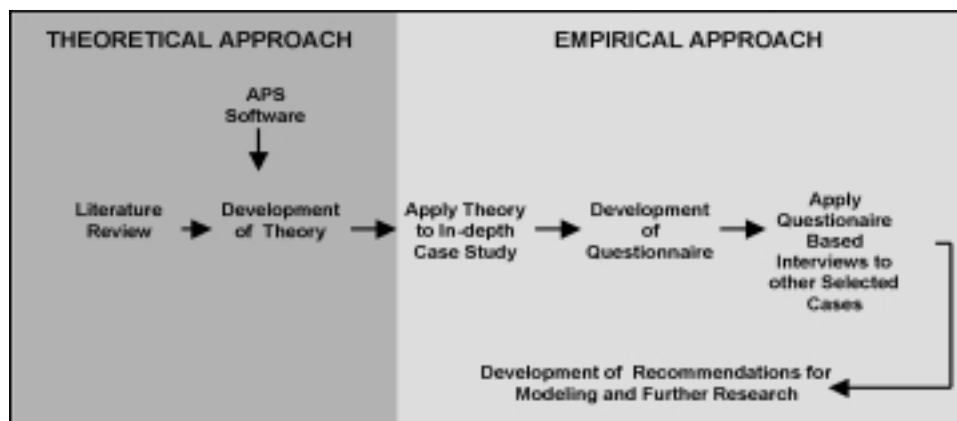 THEORETICAL APPROACH
EMPIRICAL APPROACH
APS
Software
Literature
Review
Development
of Theory
Apply Theory
to In-depth
Case Study
Development
of
Questionnaire
Apply
Questionaire
Based
Interviews to
other Selected
Cases
Development of Recommendations for
Modeling and Further Research